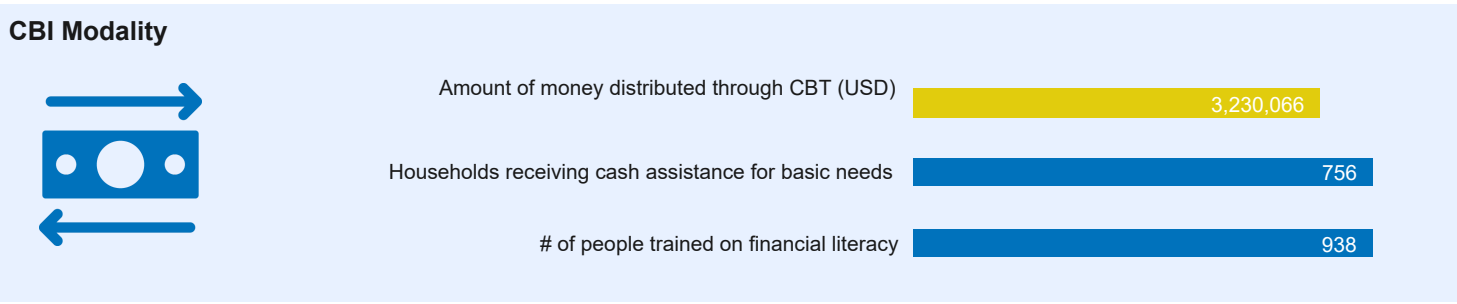 CBI Modality
Amount of money distributed through CBT (USD)
3,230,066
Households receiving cash assistance for basic needs
756
# of people trained on financial literacy
938